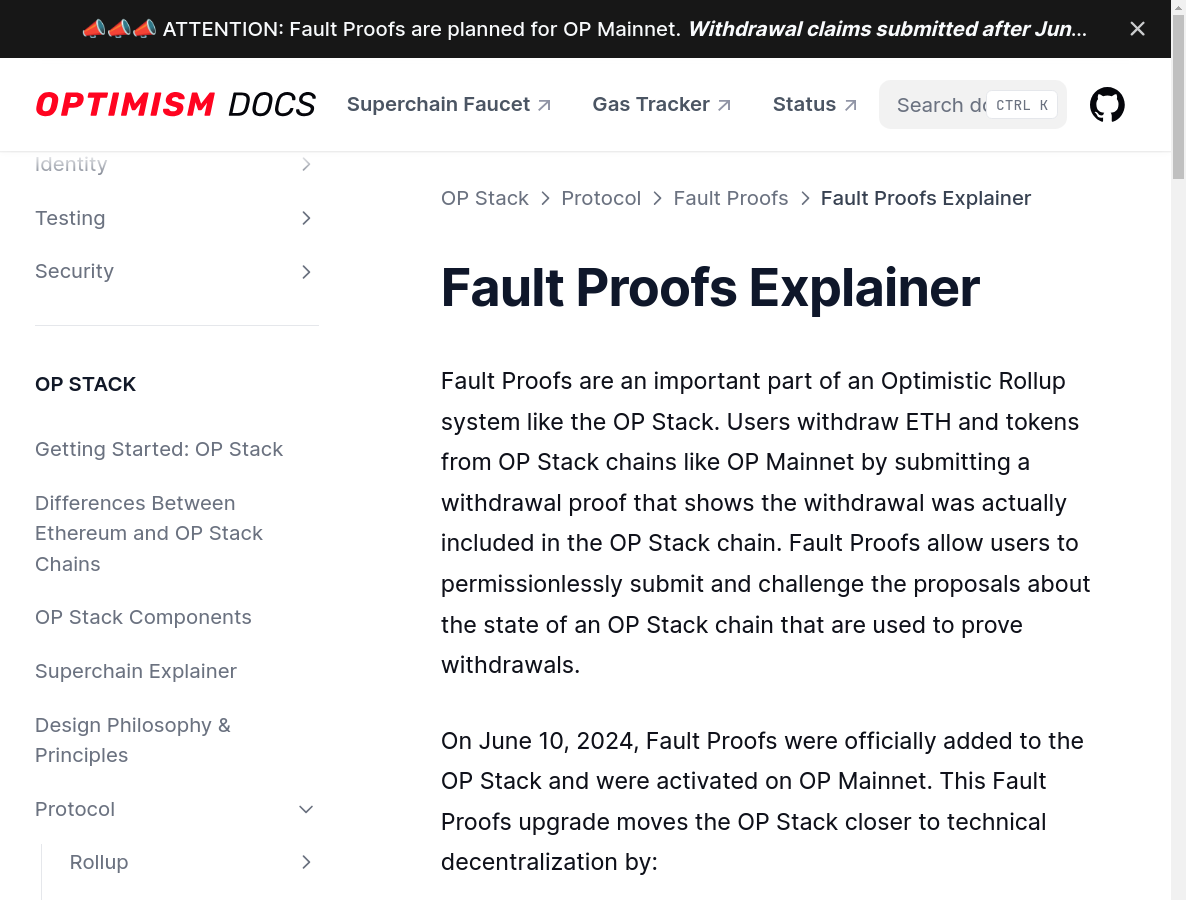 📣📣📣 ATTENTION: Fault Proofs are planned for OP Mainnet. Withdrawal claims submitted after Jun...
OPTIMISM DOCS
Superchain Faucet
Gas Tracker
Status
Search do
CTRL K
Identity
Testing
Security
OP STACK
Getting Started: OP Stack
Differences Between
Ethereum and OP Stack
Chains
OP Stack Components
Superchain Explainer
Design Philosophy &
Principles
Protocol
Rollup
OP Stack > Protocol > Fault Proofs > Fault Proofs Explainer
Fault Proofs Explainer
Fault Proofs are an important part of an Optimistic Rollup
system like the OP Stack. Users withdraw ETH and tokens
from OP Stack chains like OP Mainnet by submitting a
withdrawal proof that shows the withdrawal was actually
included in the OP Stack chain. Fault Proofs allow users to
permissionlessly submit and challenge the proposals about
the state of an OP Stack chain that are used to prove
withdrawals.
On June 10, 2024, Fault Proofs were officially added to the
OP Stack and were activated on OP Mainnet. This Fault
Proofs upgrade moves the OP Stack closer to technical
decentralization by: